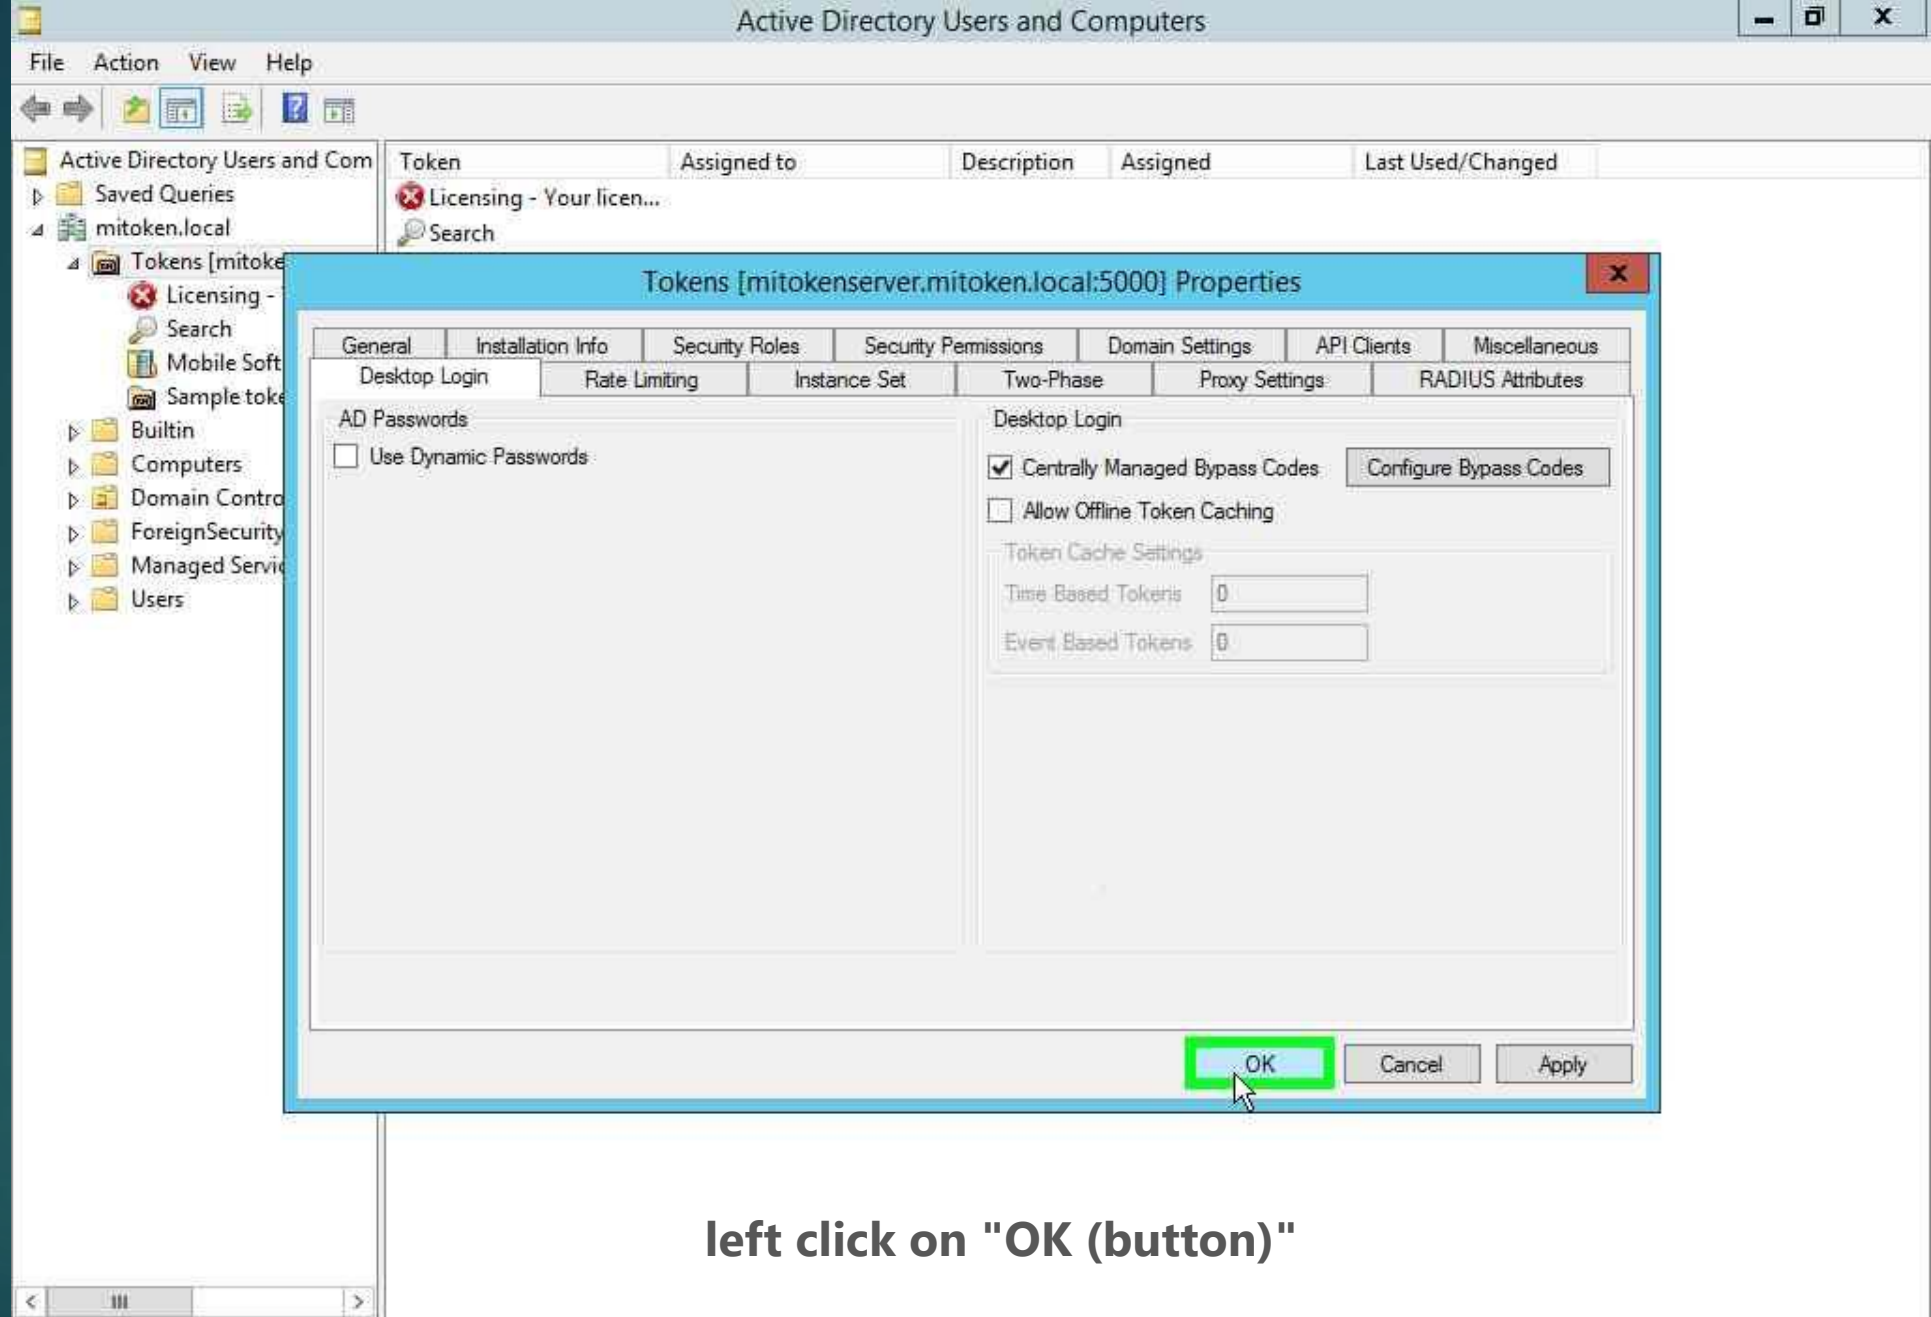 Active Directory Users and Computers
File Action View Help
Active Directory Users and Com
Saved Queries
mitoken.local
Tokens [mitoke
Licensing -
Search
Mobile Soft
Sample toke
Builtin
Computers
Domain Contro
ForeignSecurity
Managed Servic
Users
Token Assigned to Description Assigned Last Used/Changed
Licensing - Your licen...
Search
Tokens [mitokenserver.mitoken.local:5000] Properties
General Installation Info Security Roles Security Permissions Domain Settings API Clients Miscellaneous
Desktop Login Rate Limiting Instance Set Two-Phase Proxy Settings RADIUS Attributes
AD Passwords
Use Dynamic Passwords
Desktop Login
Centrally Managed Bypass Codes Configure Bypass Codes
Allow Offline Token Caching
Token Cache Settings
Time Based Tokens 0
Event Based Tokens 0
OK Cancel Apply
left click on "OK (button)"